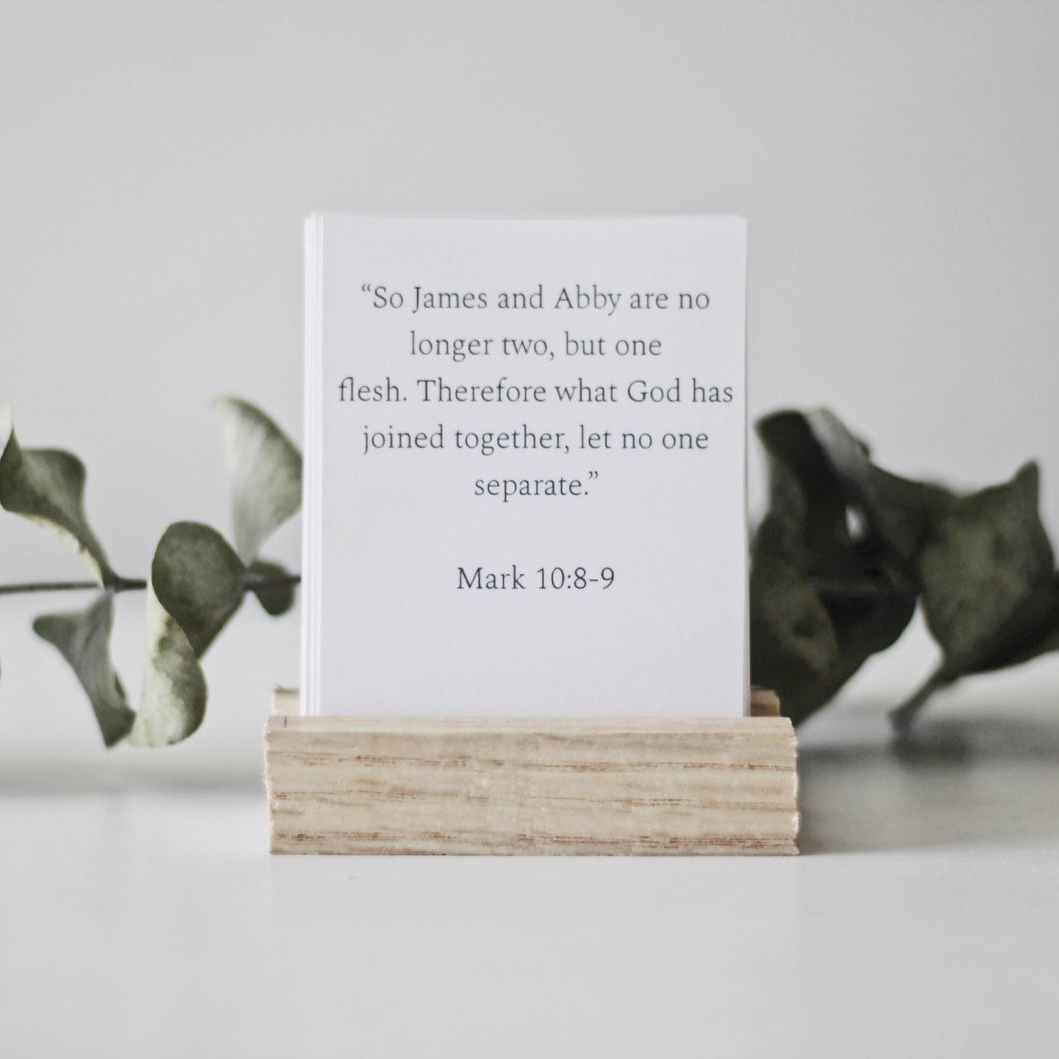 “So James and Abby are no
longer two, but one
flesh. Therefore what God has
joined together, let no one
separate.”
Mark 10:8-9